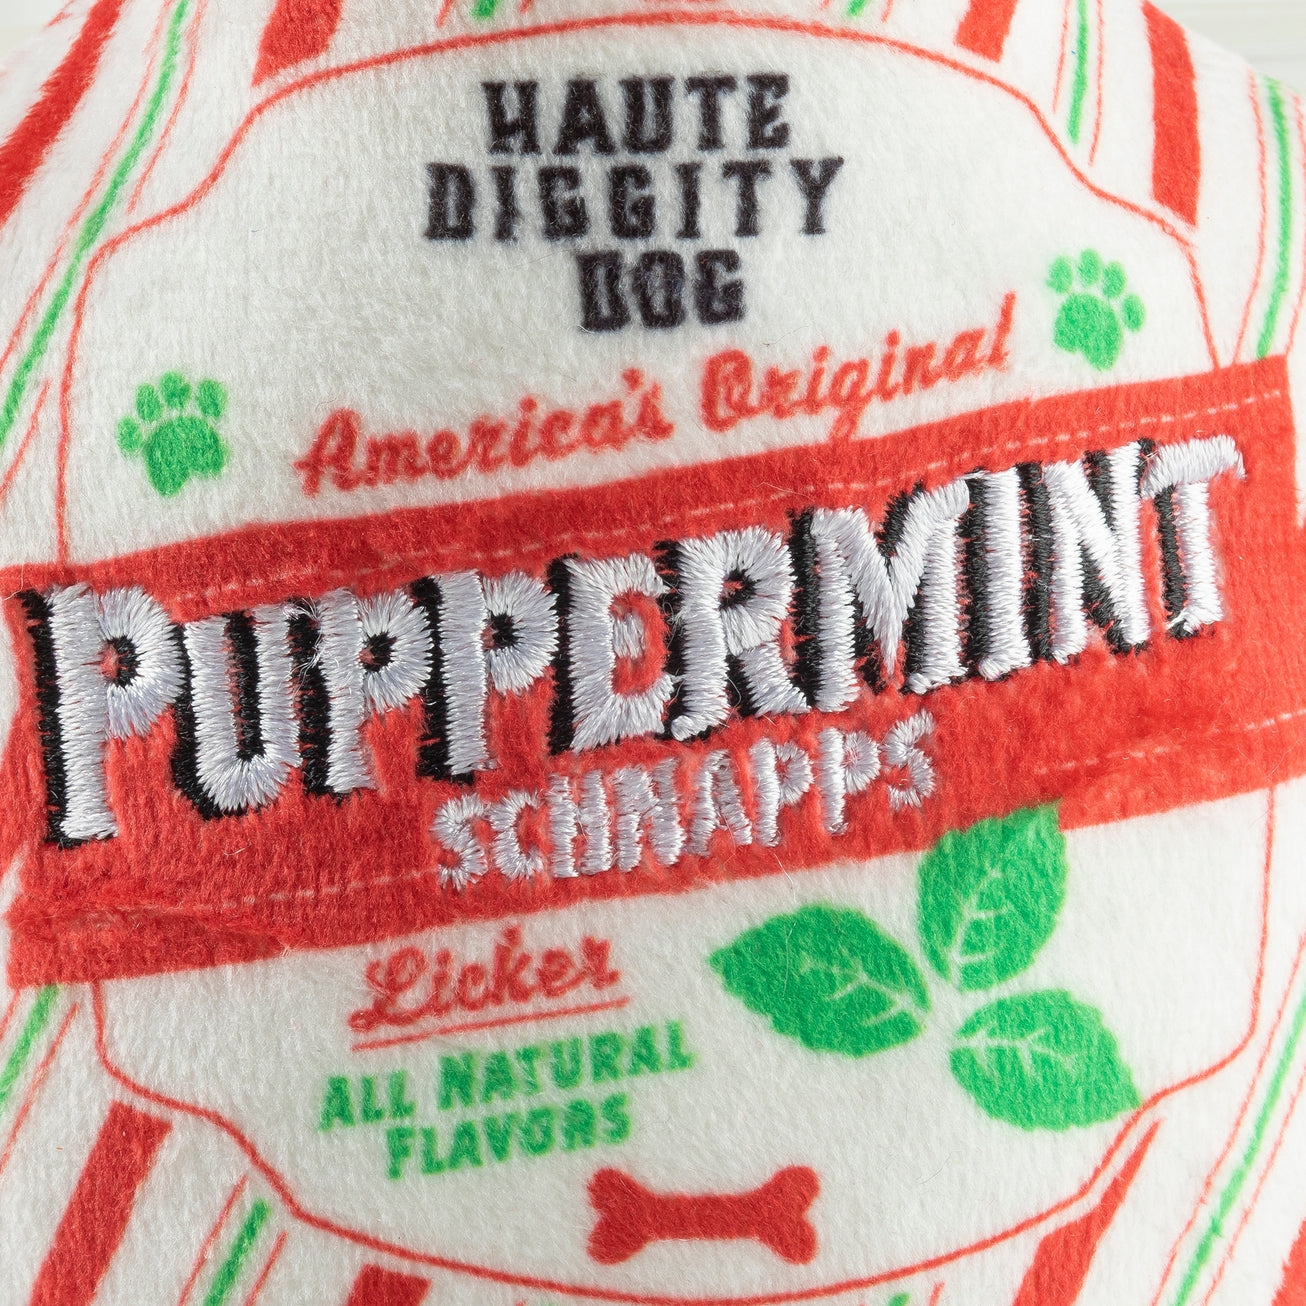 HAUTE
DIGGITY
DOG
America's Original
PUPPERMINT
SCHNAPPS
Licker
ALL NATURAL
FLAVORS